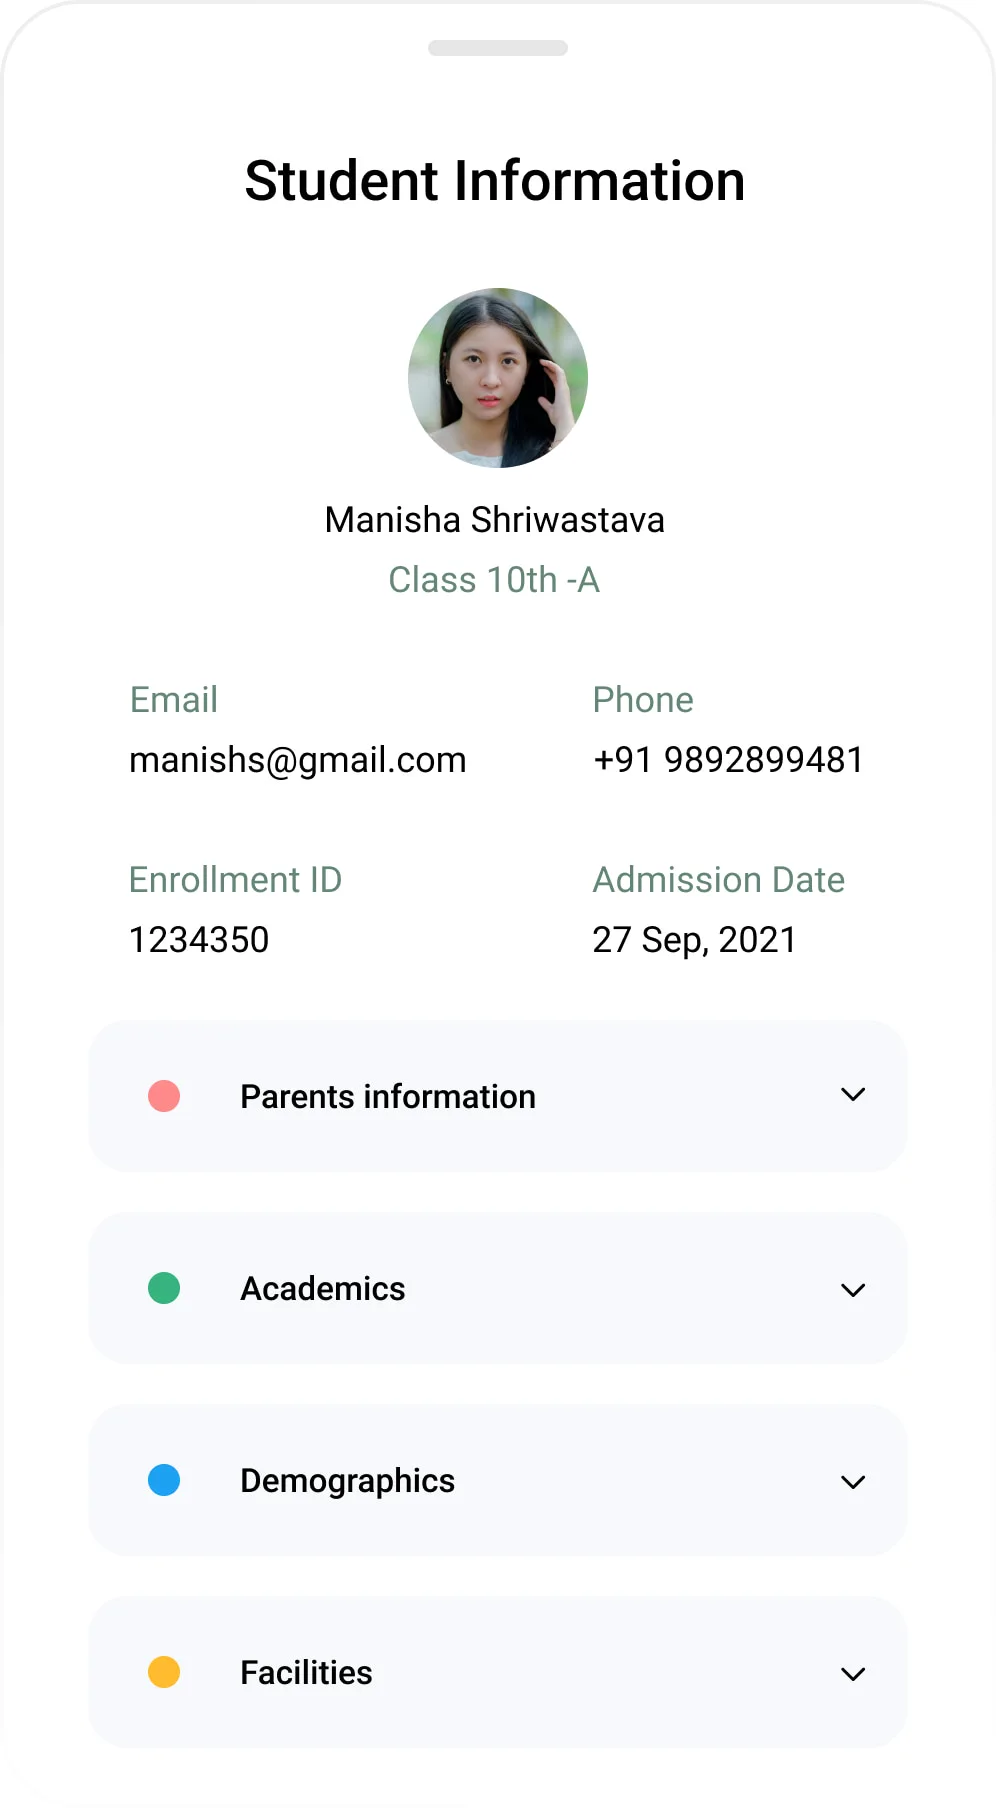 Student Information
Manisha Shriwastava
Class 10th -A
Email
manishs@gmail.com
Phone
+91 9892899481
Enrollment ID
1234350
Admission Date
27 Sep, 2021
Parents information
Academics
Demographics
Facilities